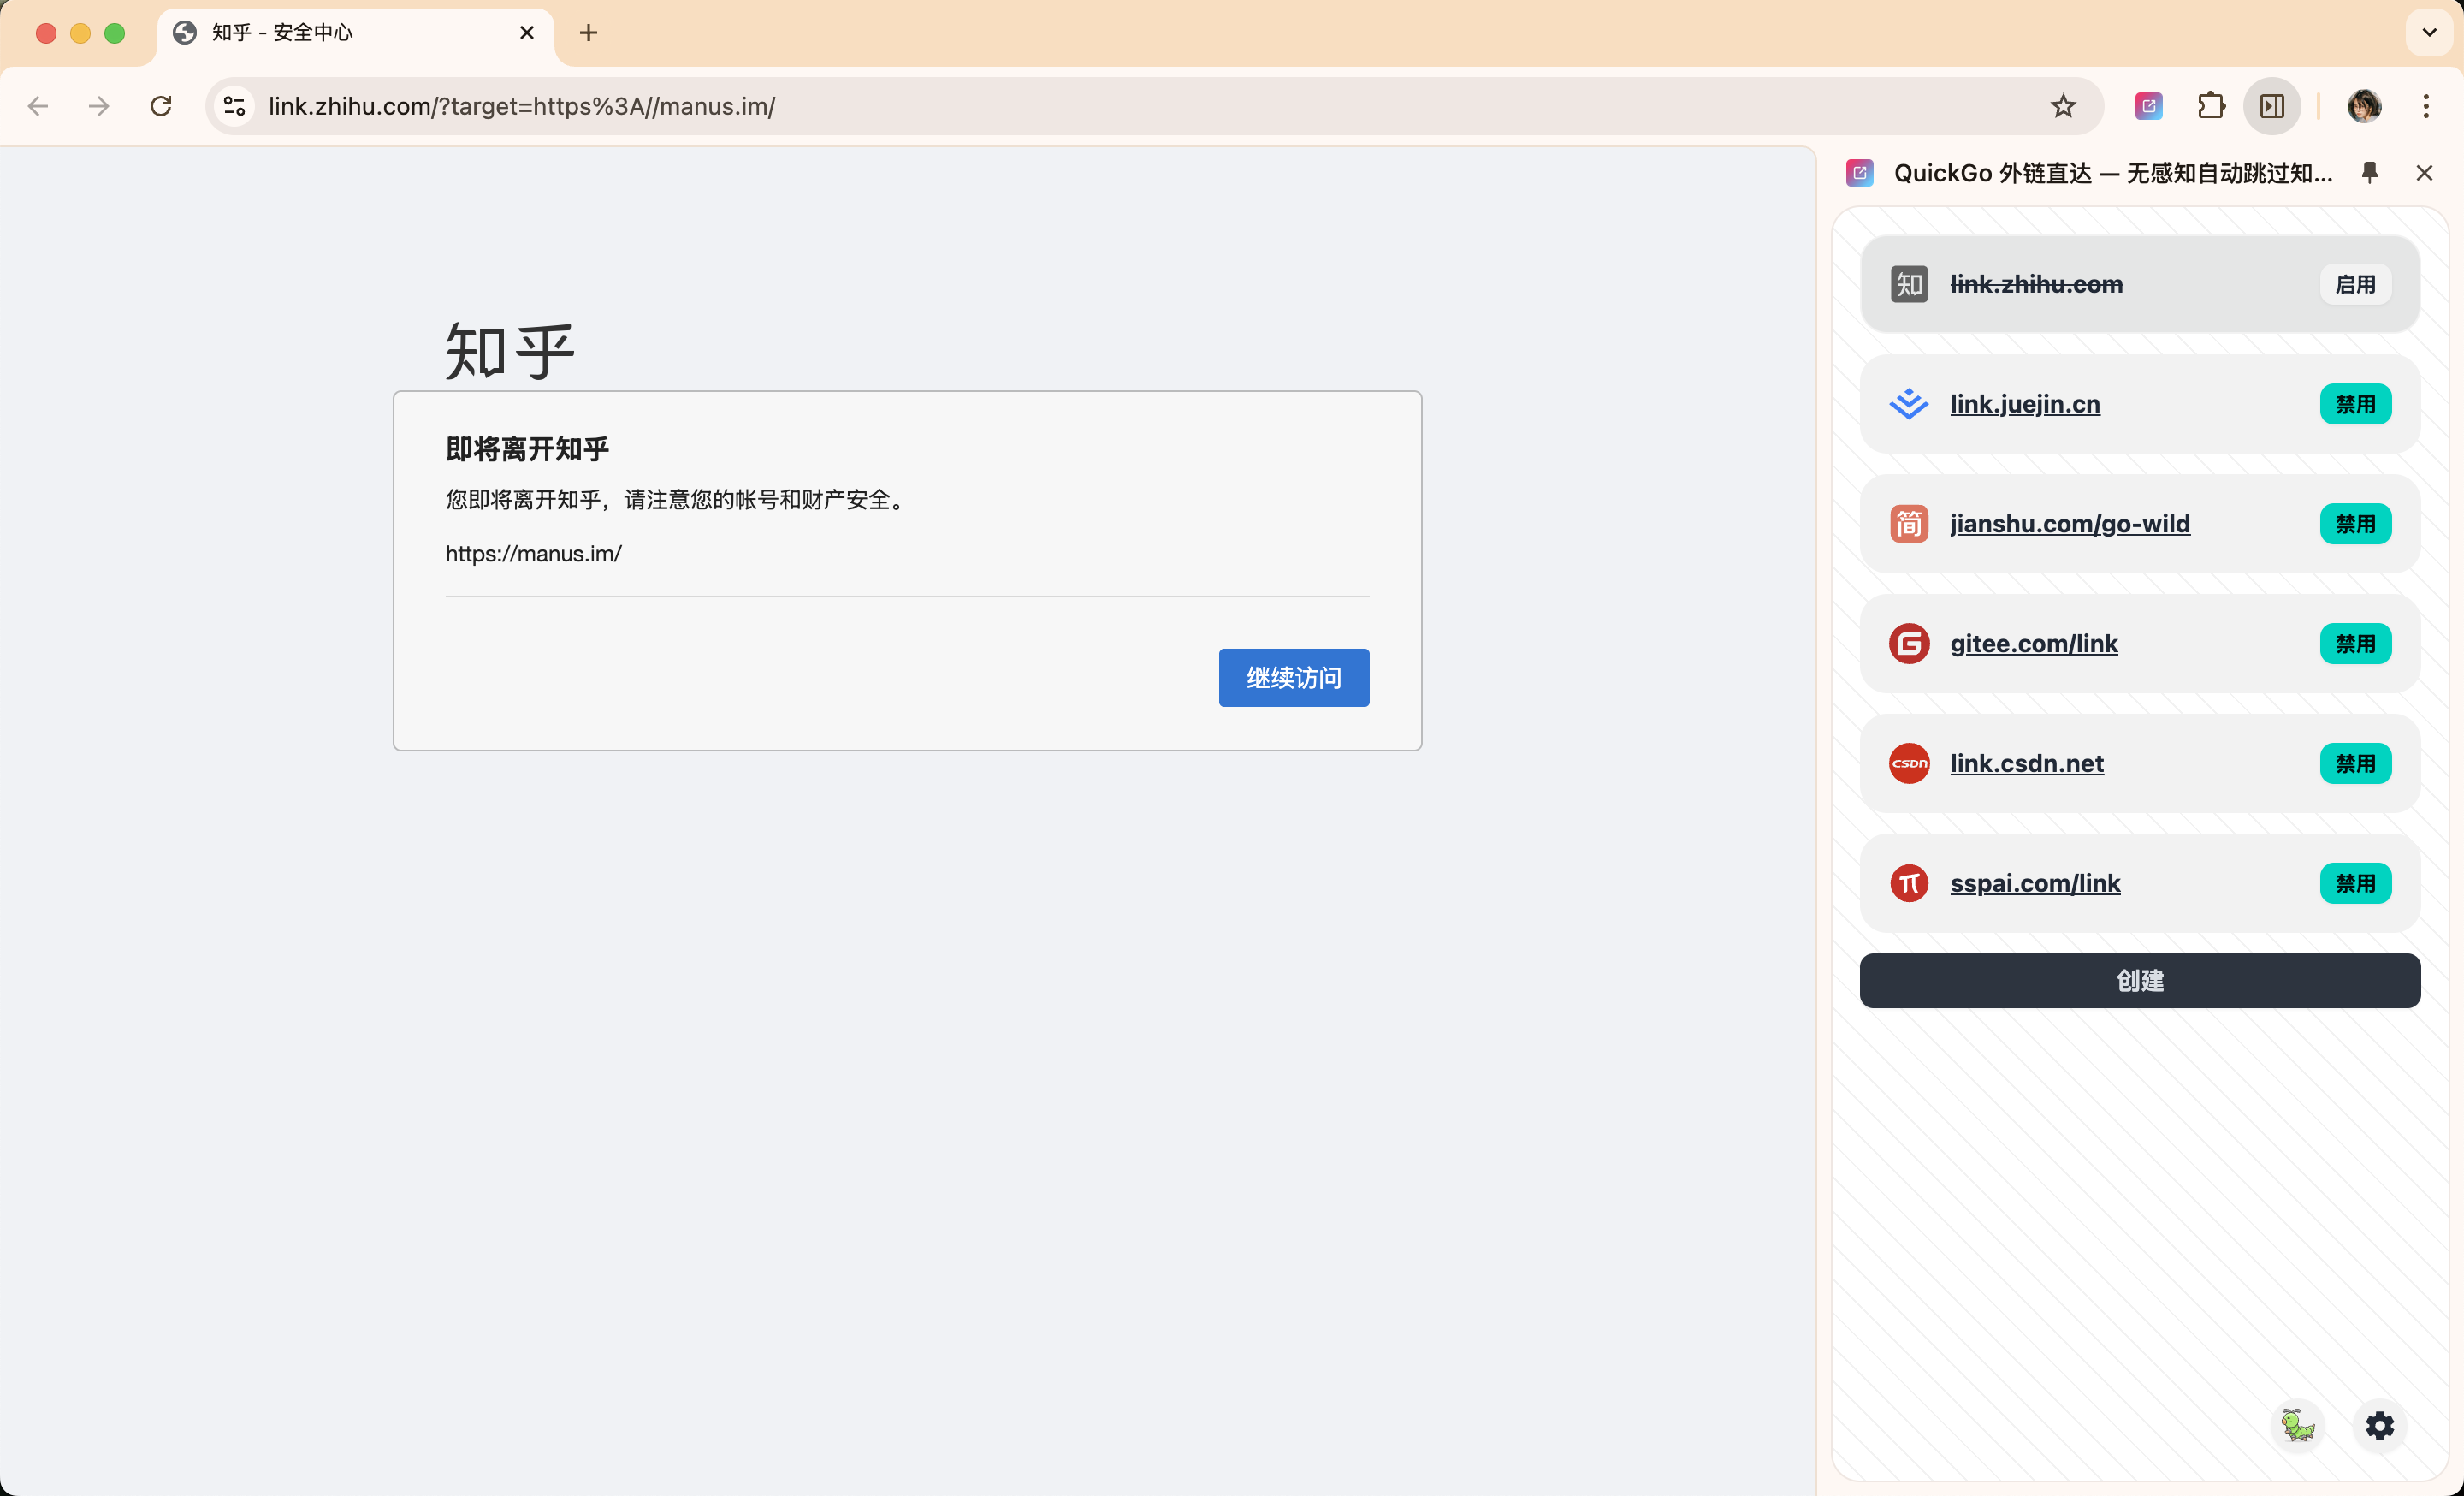 知乎 - 安全中心
link.zhihu.com/?target=https%3A//manus.im/
知乎
即将离开知乎
您即将离开知乎，请注意您的帐号和财产安全。
https://manus.im/
继续访问
QuickGo 外链直达 — 无感知自动跳过知...
知
link.zhihu.com
启用
link.juejin.cn
禁用
简
jianshu.com/go-wild
禁用
G
gitee.com/link
禁用
CSDN
link.csdn.net
禁用
π
sspai.com/link
禁用
创建